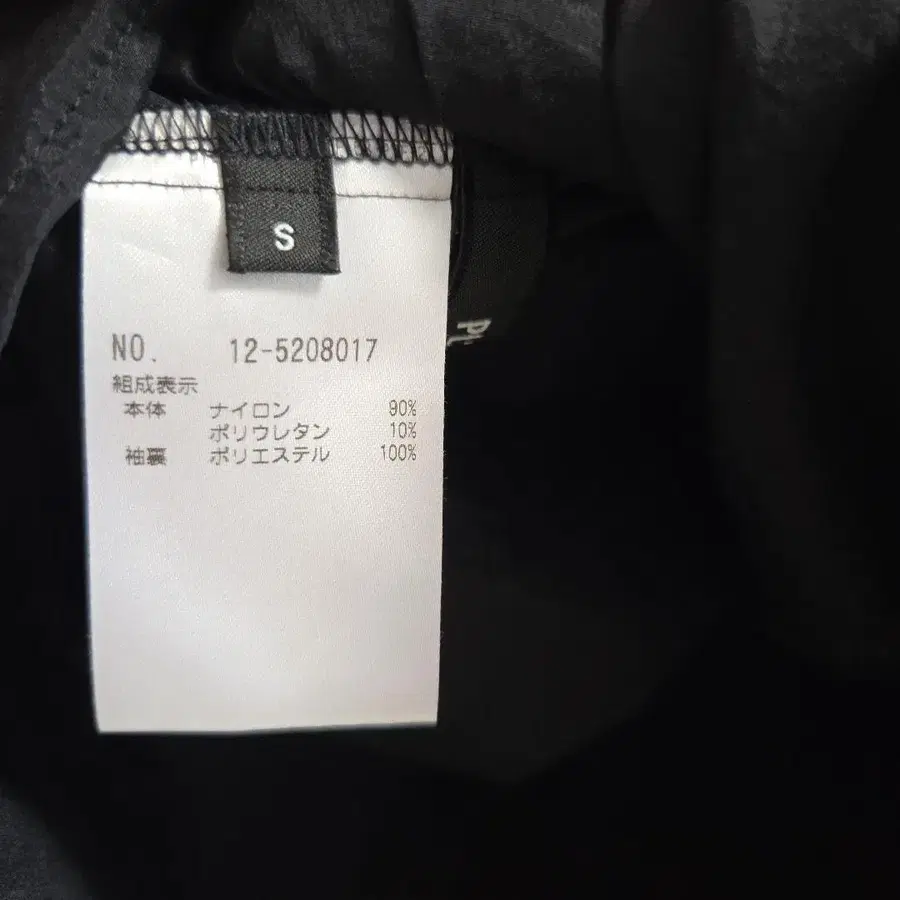 S
NO. 12-5208017
組成表示
本体 ナイロン 90%
ポリウレタン 10%
袖裏 ポリエステル 100%